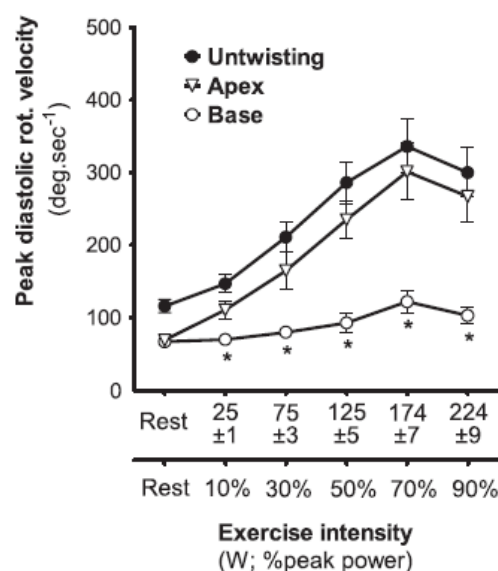 Peak diastolic rot. velocity
(deg.sec⁻¹)
500
400
300
200
100
0
Untwisting
Apex
Base
* * * * *
Rest 25 75 125 174 224
±1 ±3 ±5 ±7 ±9
Rest 10% 30% 50% 70% 90%
Exercise intensity
(W; %peak power)